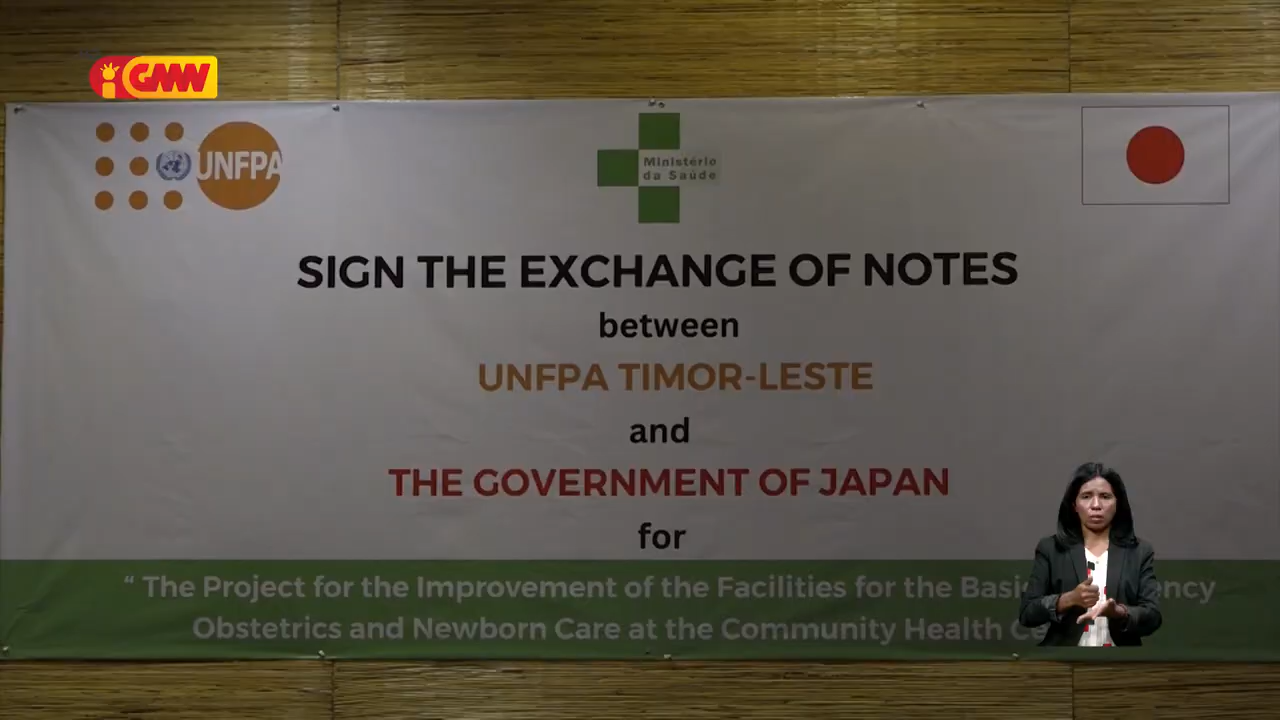 GMN
UNFPA
Ministério
da Saúde
SIGN THE EXCHANGE OF NOTES
between
UNFPA TIMOR-LESTE
and
THE GOVERNMENT OF JAPAN
for
“ The Project for the Improvement of the Facilities for the Basi ncy
Obstetrics and Newborn Care at the Community Health Ce